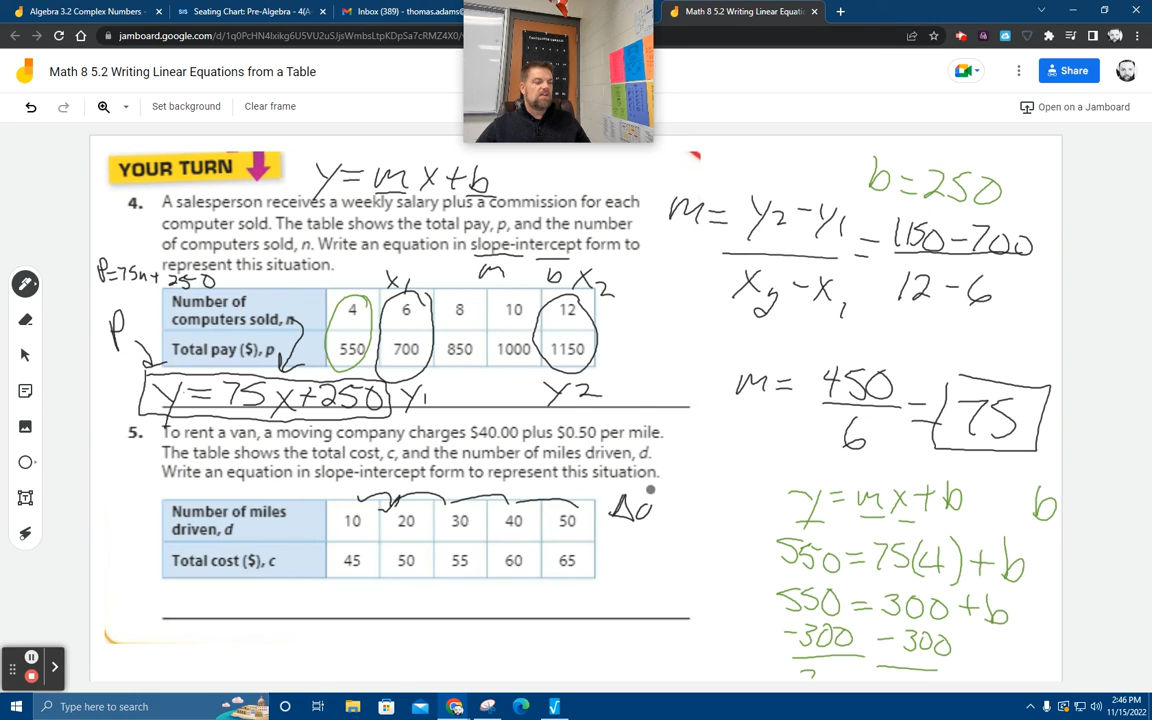 Algebra 3.2 Complex Numbers -
SIS Seating Chart: Pre-Algebra - 4(A
Inbox (389) - thomas.adams
Math 8 5.2 Writing Linear Equatio
jamboard.google.com
Math 8 5.2 Writing Linear Equations from a Table
Share
Set background
Clear frame
Open on a Jamboard
YOUR TURN
y = mx + b
b = 250
4. A salesperson receives a weekly salary plus a commission for each
computer sold. The table shows the total pay, p, and the number
of computers sold, n. Write an equation in slope-intercept form to
represent this situation.
m b
P=75n+250
x1 x2
Number of computers sold, n 4 6 8 10 12
Total pay ($), p 550 700 850 1000 1150
P
y = 75x+250 y1 y2
m = y2 - y1 / x2 - x1 = 1150-700 / 12-6
m = 450 / 6 = 75
5. To rent a van, a moving company charges $40.00 plus $0.50 per mile.
The table shows the total cost, c, and the number of miles driven, d.
Write an equation in slope-intercept form to represent this situation.
Number of miles driven, d 10 20 30 40 50
Total cost ($), c 45 50 55 60 65
y = mx + b b
550 = 75(4) + b
550 = 300 + b
-300 -300
Type here to search
2:46 PM
11/15/2022